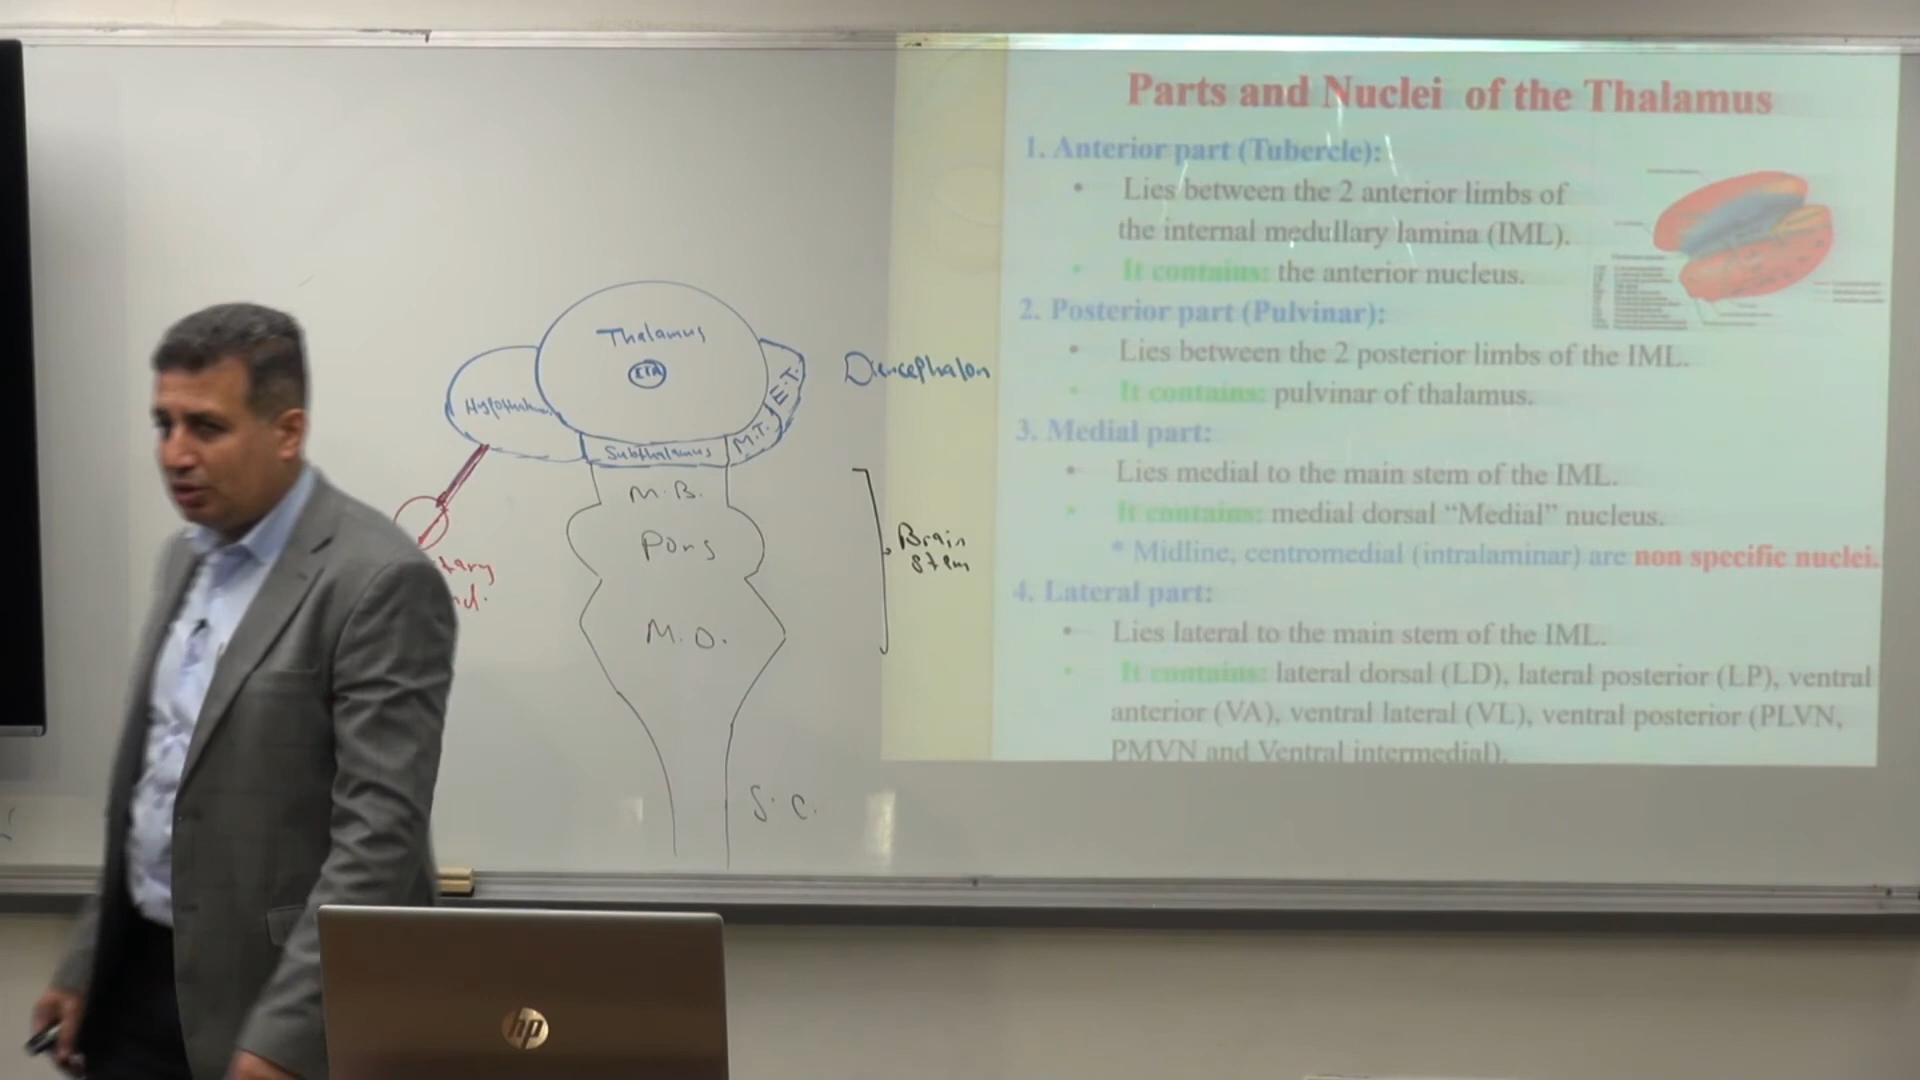 Parts and Nuclei of the Thalamus
1. Anterior part (Tubercle):
• Lies between the 2 anterior limbs of
the internal medullary lamina (IML).
• It contains: the anterior nucleus.
2. Posterior part (Pulvinar):
• Lies between the 2 posterior limbs of the IML.
• It contains: pulvinar of thalamus.
3. Medial part:
• Lies medial to the main stem of the IML.
• It contains: medial dorsal “Medial” nucleus.
* Midline, centromedial (intralaminar) are non specific nuclei.
4. Lateral part:
• Lies lateral to the main stem of the IML.
• It contains: lateral dorsal (LD), lateral posterior (LP), ventral
anterior (VA), ventral lateral (VL), ventral posterior (PLVN,
PMVN and Ventral intermedial).
Thalamus
E.T.
M.T.
Subthalamus
Diencephalon
M.B.
Pons
M.O.
Brain
stem
S.C.
hp